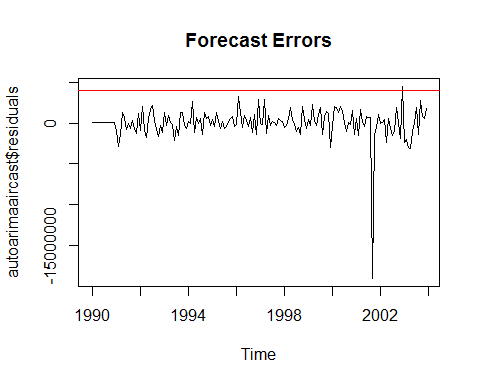 Forecast Errors
autoarimaaircast$residuals
0
-15000000
1990 1994 1998 2002
Time